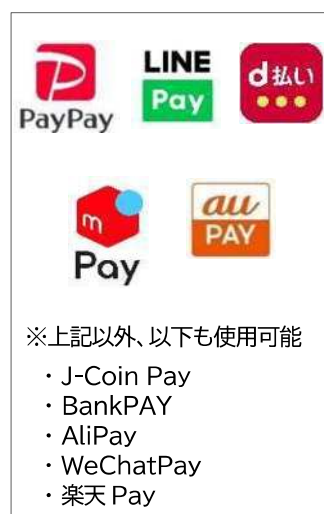 PayPay
LINE
Pay
d払い
m
Pay
au
PAY
※上記以外、以下も使用可能
・J-Coin Pay
・BankPAY
・AliPay
・WeChatPay
・楽天 Pay